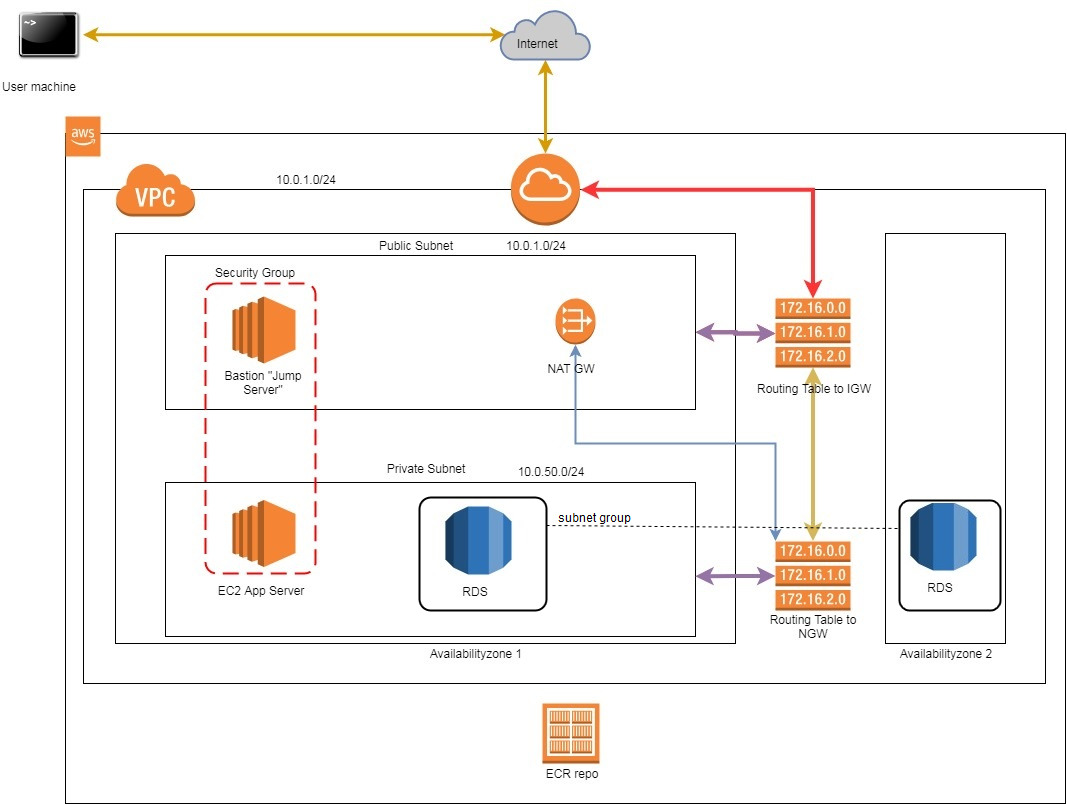 ~>
User machine
Internet
aws
VPC
10.0.1.0/24
Public Subnet
10.0.1.0/24
Security Group
Bastion "Jump
Server"
NAT GW
172.16.0.0
172.16.1.0
172.16.2.0
Routing Table to IGW
Private Subnet
10.0.50.0/24
EC2 App Server
RDS
subnet group
172.16.0.0
172.16.1.0
172.16.2.0
Routing Table to
NGW
RDS
Availabilityzone 1
Availabilityzone 2
ECR repo